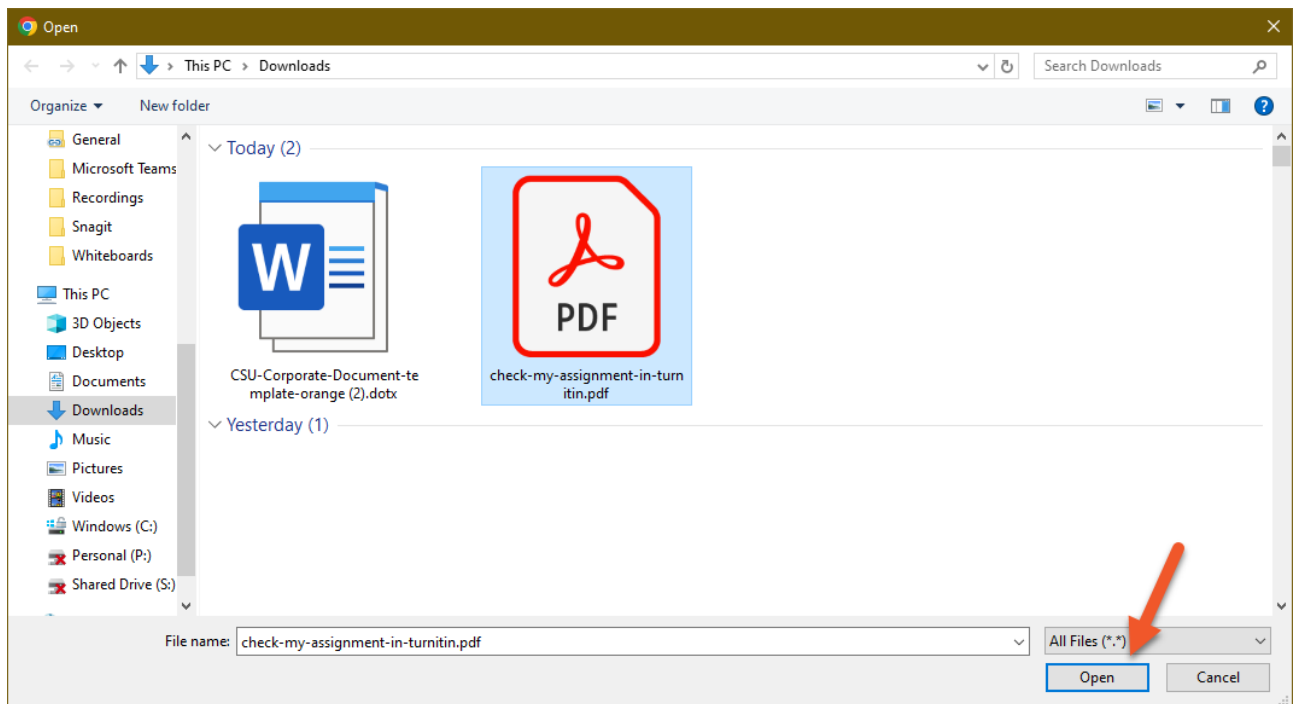 Open
This PC > Downloads
Search Downloads
Organize
New folder
General
Microsoft Teams
Recordings
Snagit
Whiteboards
This PC
3D Objects
Desktop
Documents
Downloads
Music
Pictures
Videos
Windows (C:)
Personal (P:)
Shared Drive (S:)
Today (2)
W
CSU-Corporate-Document-te
mplate-orange (2).dotx
PDF
check-my-assignment-in-turn
itin.pdf
Yesterday (1)
File name: check-my-assignment-in-turnitin.pdf
All Files (*.*)
Open
Cancel